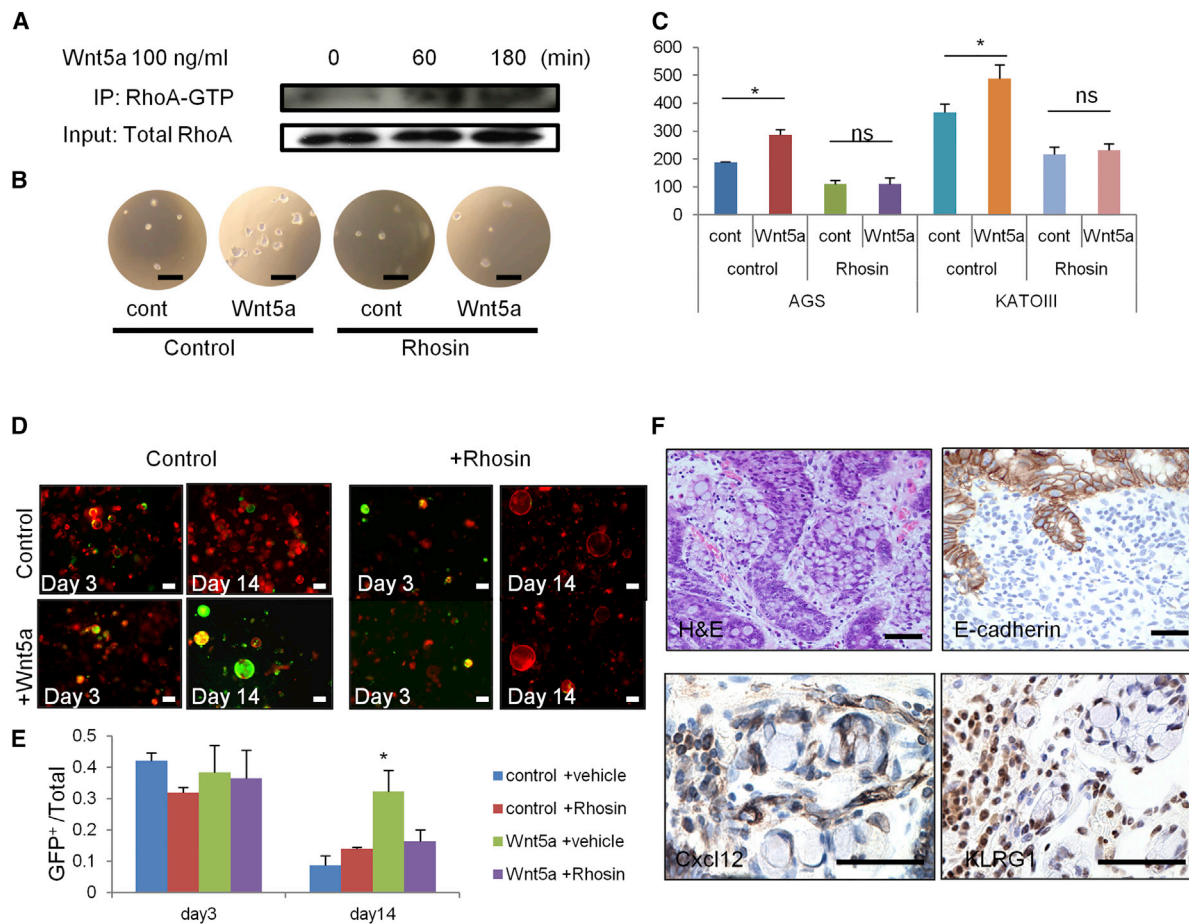 A
Wnt5a 100 ng/ml 0 60 180 (min)
IP: RhoA-GTP
Input: Total RhoA
B
cont Wnt5a cont Wnt5a
Control Rhosin
C
600
500
400
300
200
100
0
* ns * ns
cont Wnt5a cont Wnt5a cont Wnt5a cont Wnt5a
control Rhosin control Rhosin
AGS KATOIII
D
Control +Rhosin
Control
Day 3 Day 14 Day 3 Day 14
+Wnt5a
Day 3 Day 14 Day 3 Day 14
E
GFP⁺ /Total
0.5
0.4
0.3
0.2
0.1
0
*
day3 day14
control +vehicle
control +Rhosin
Wnt5a +vehicle
Wnt5a +Rhosin
F
H&E E-cadherin
Cxcl12 KLRG1